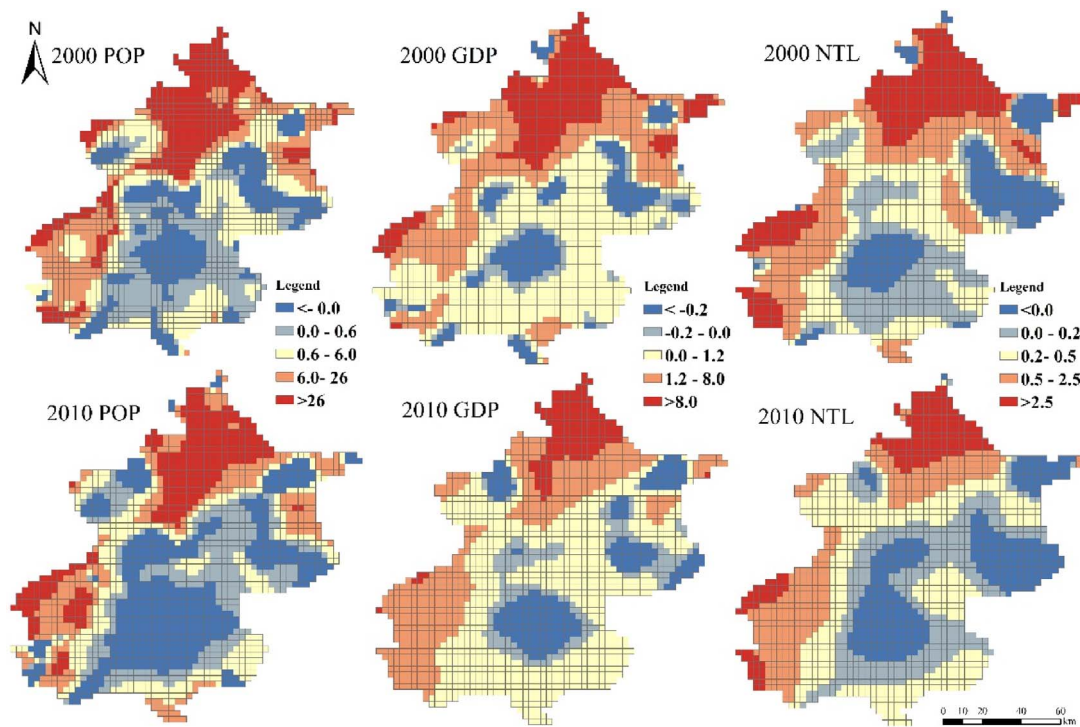 N
2000 POP
2000 GDP
2000 NTL
Legend
<- 0.0
0.0 - 0.6
0.6 - 6.0
6.0- 26
>26
Legend
< -0.2
-0.2 - 0.0
0.0 - 1.2
1.2 - 8.0
>8.0
Legend
<0.0
0.0 - 0.2
0.2- 0.5
0.5 - 2.5
>2.5
2010 POP
2010 GDP
2010 NTL
0 10 20 40 60
km